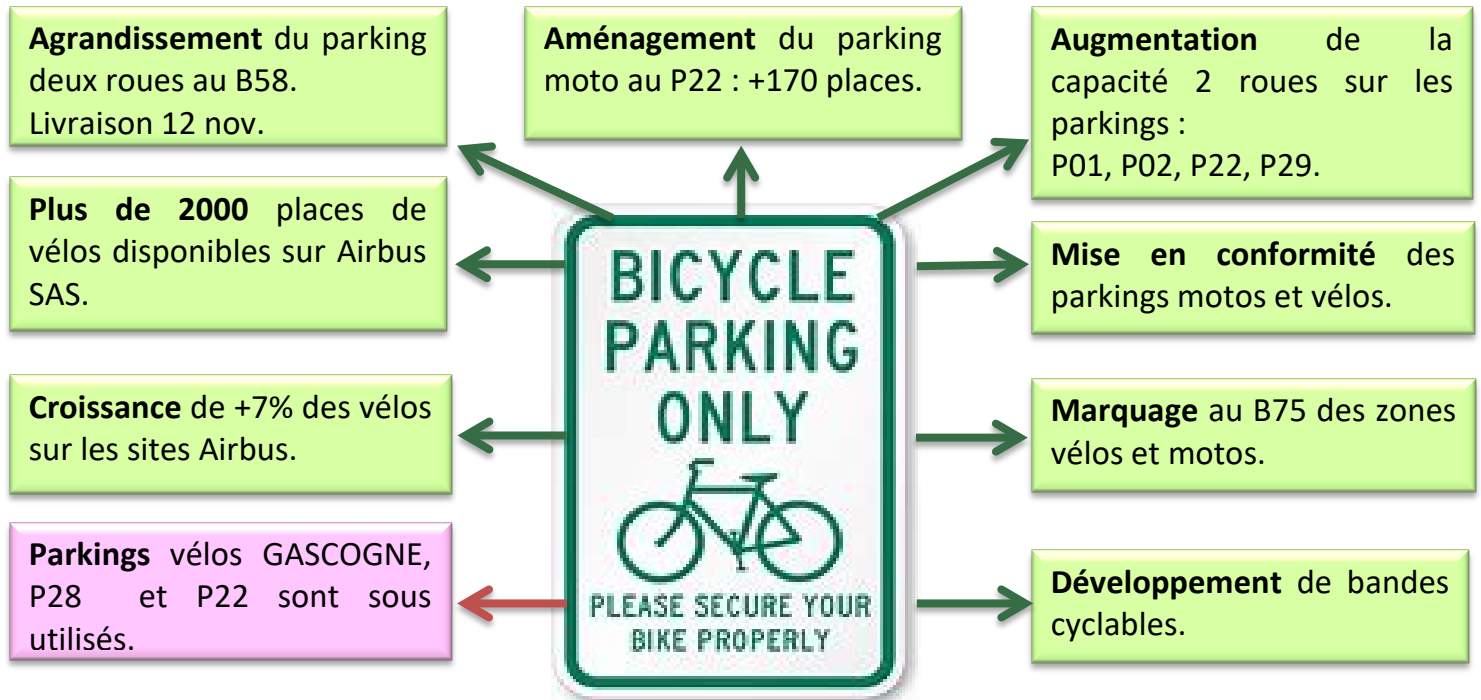 Agrandissement du parking
deux roues au B58.
Livraison 12 nov.
Aménagement du parking
moto au P22 : +170 places.
Augmentation de la
capacité 2 roues sur les
parkings :
P01, P02, P22, P29.
Plus de 2000 places de
vélos disponibles sur Airbus
SAS.
Mise en conformité des
parkings motos et vélos.
Croissance de +7% des vélos
sur les sites Airbus.
Marquage au B75 des zones
vélos et motos.
Parkings vélos GASCOGNE,
P28 et P22 sont sous
utilisés.
Développement de bandes
cyclables.
BICYCLE
PARKING
ONLY
PLEASE SECURE YOUR
BIKE PROPERLY